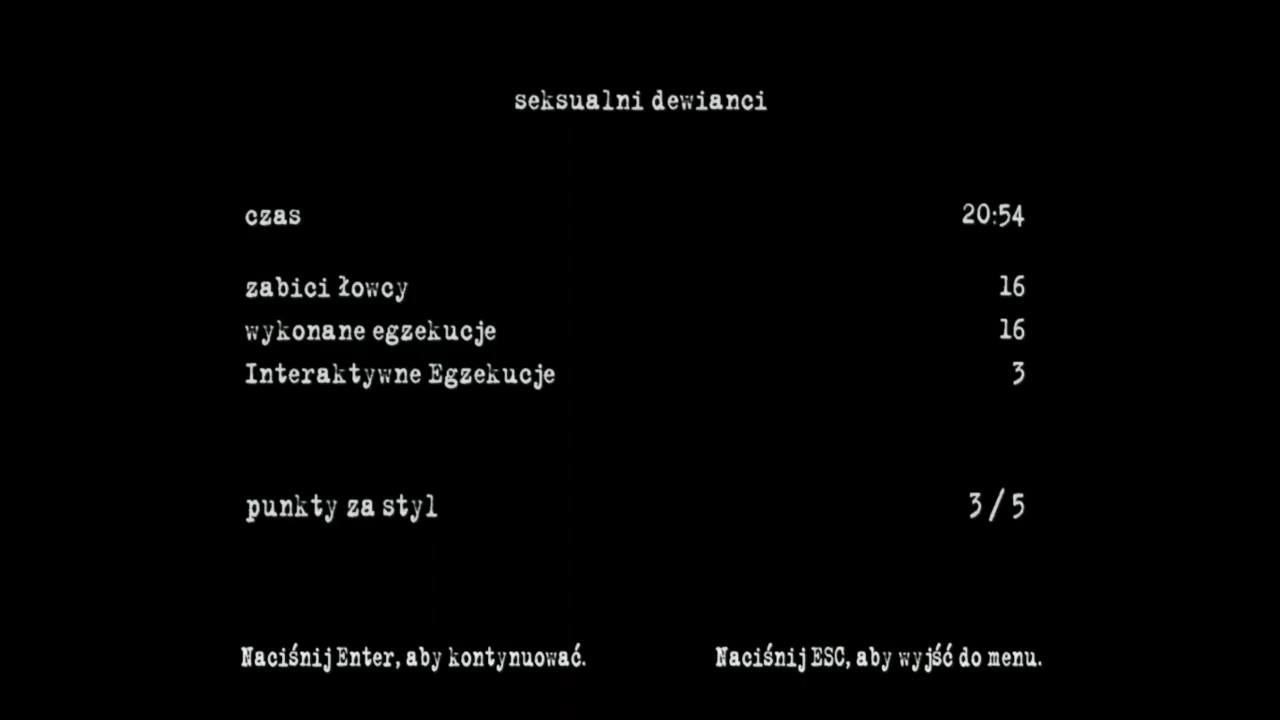 seksualni dewianci
czas 20:54
zabici łowcy 16
wykonane egzekucje 16
Interaktywne Egzekucje 3
punkty za styl 3 / 5
Naciśnij Enter, aby kontynuować. Naciśnij ESC, aby wyjść do menu.